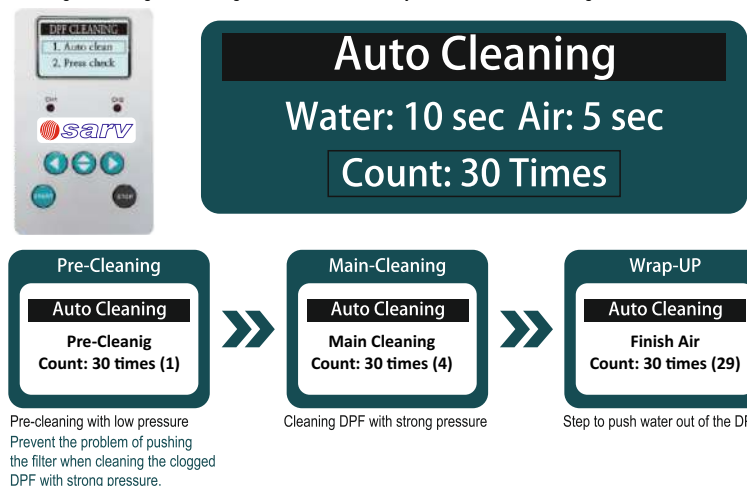 DPF CLEANING
1. Auto clean
2. Press check
CH1 CH2
sarv
START STOP
Auto Cleaning
Water: 10 sec Air: 5 sec
Count: 30 Times
Pre-Cleaning
Auto Cleaning
Pre-Cleanig
Count: 30 times (1)
Main-Cleaning
Auto Cleaning
Main Cleaning
Count: 30 times (4)
Wrap-UP
Auto Cleaning
Finish Air
Count: 30 times (29)
Pre-cleaning with low pressure
Prevent the problem of pushing
the filter when cleaning the clogged
DPF with strong pressure.
Cleaning DPF with strong pressure
Step to push water out of the